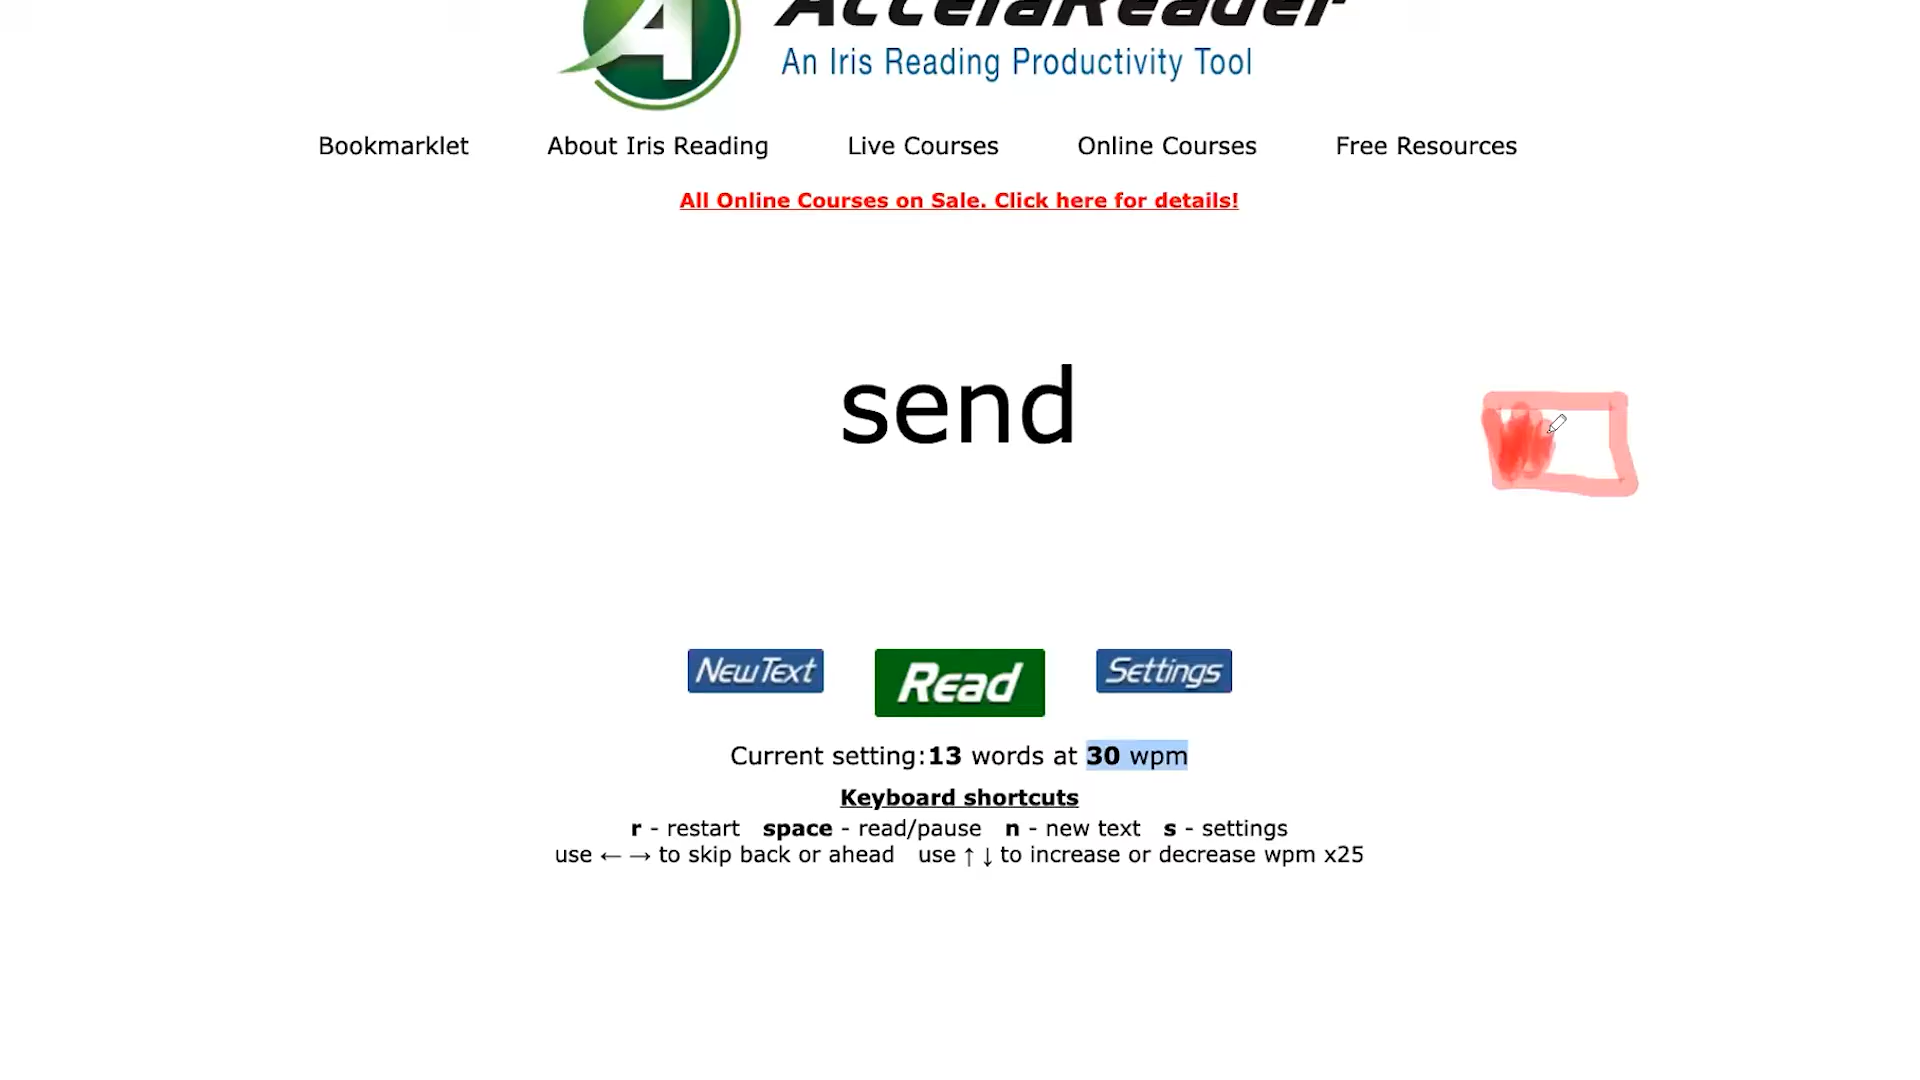 AccelaReader
An Iris Reading Productivity Tool
Bookmarklet About Iris Reading Live Courses Online Courses Free Resources
All Online Courses on Sale. Click here for details!
send
NewText Read Settings
Current setting:13 words at 30 wpm
Keyboard shortcuts
r - restart space - read/pause n - new text s - settings
use ← → to skip back or ahead use ↑ ↓ to increase or decrease wpm x25